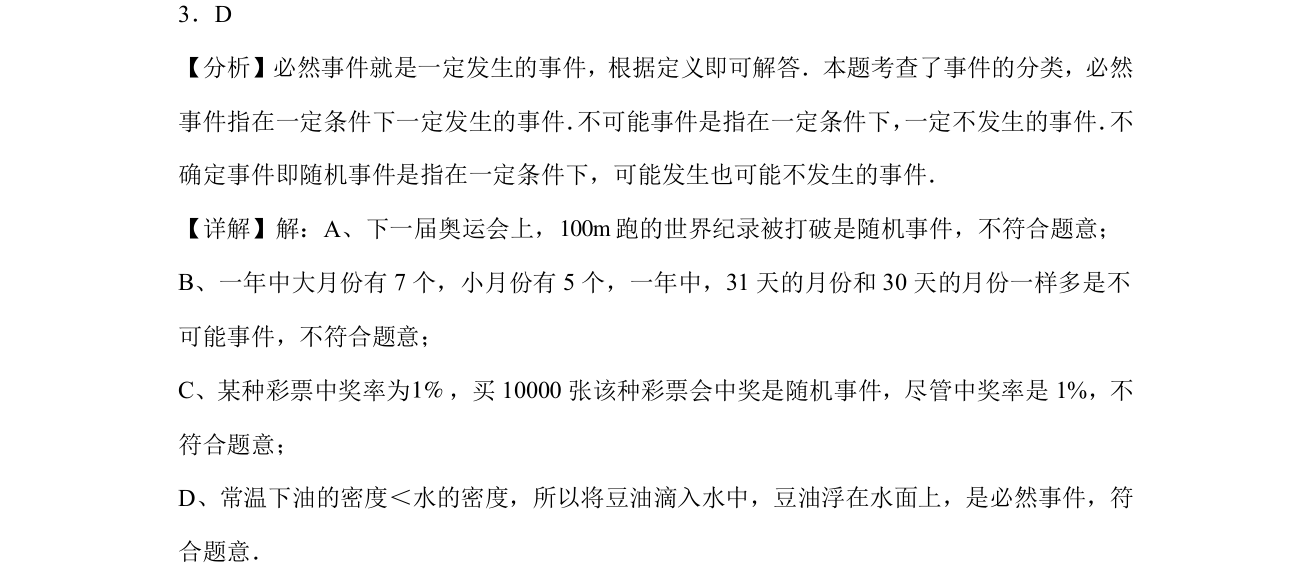 3．D
【分析】必然事件就是一定发生的事件，根据定义即可解答．本题考查了事件的分类，必然
事件指在一定条件下一定发生的事件．不可能事件是指在一定条件下，一定不发生的事件．不
确定事件即随机事件是指在一定条件下，可能发生也可能不发生的事件．
【详解】解：A、下一届奥运会上，100m 跑的世界纪录被打破是随机事件，不符合题意；
B、一年中大月份有 7 个，小月份有 5 个，一年中，31 天的月份和 30 天的月份一样多是不
可能事件，不符合题意；
C、某种彩票中奖率为1%，买 10000 张该种彩票会中奖是随机事件，尽管中奖率是 1%，不
符合题意；
D、常温下油的密度＜水的密度，所以将豆油滴入水中，豆油浮在水面上，是必然事件，符
合题意．